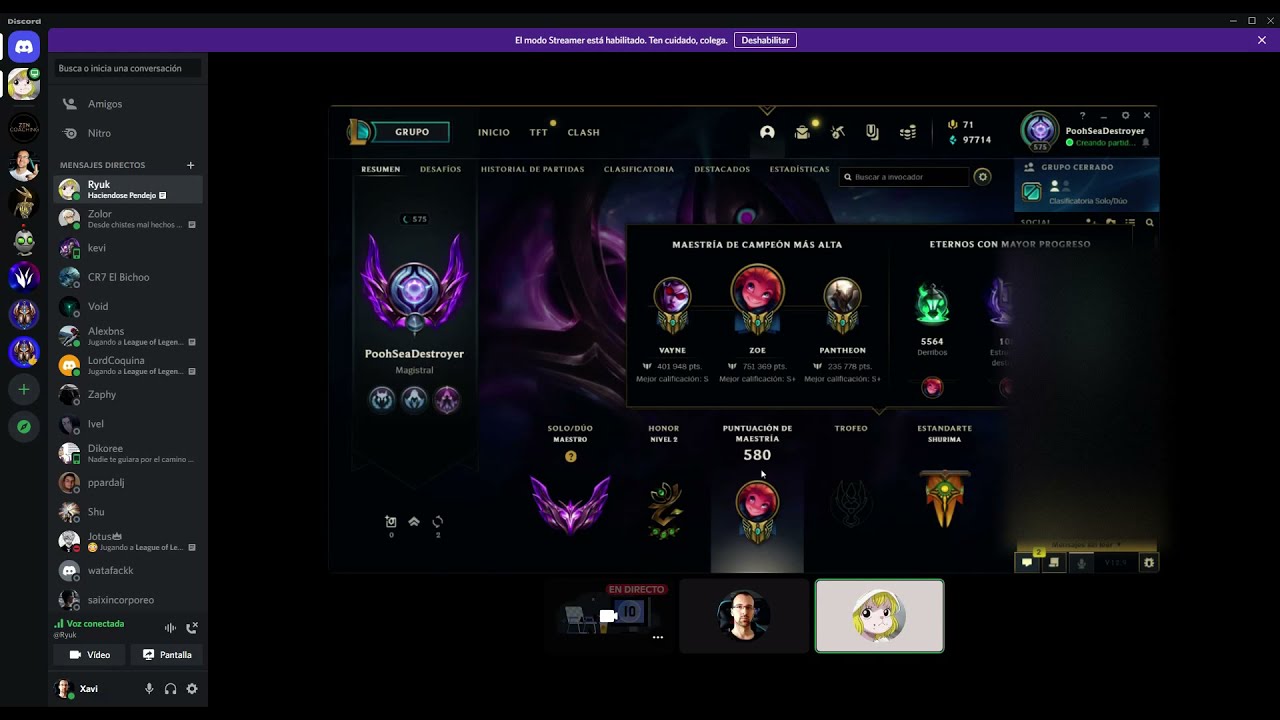 Discord
El modo Streamer está habilitado. Ten cuidado, colega.
Deshabilitar
Busca o inicia una conversación
Amigos
Nitro
MENSAJES DIRECTOS
Ryuk
Haciendose Pendejo
Zolor
Desde chistes mal hechos ...
kevi
CR7 El Bichoo
Void
Alexbns
Jugando a League of Legen...
LordCoquina
Jugando a League of Legen...
Zaphy
Ivel
Dikoree
Nadie te guiara por el camino ...
ppardalj
Shu
Jotus
Jugando a League of Le...
watafackk
saixincorporeo
Voz conectada
@Ryuk
Vídeo
Pantalla
Xavi
ZEN
COACHING
GRUPO
INICIO
TFT
CLASH
71
97714
575
PoohSeaDestroyer
Creando partid...
RESUMEN
DESAFÍOS
HISTORIAL DE PARTIDAS
CLASIFICATORIA
DESTACADOS
ESTADÍSTICAS
Buscar a invocador
GRUPO CERRADO
Clasificatoria Solo/Dúo
SOCIAL
575
PoohSeaDestroyer
Magistral
0
2
MAESTRÍA DE CAMPEÓN MÁS ALTA
VAYNE
401 948 pts.
Mejor calificación: S
ZOE
751 369 pts.
Mejor calificación: S+
PANTHEON
235 778 pts.
Mejor calificación: S+
ETERNOS CON MAYOR PROGRESO
5564
Derribos
SOLO/DÚO
MAESTRO
?
HONOR
NIVEL 2
PUNTUACIÓN DE
MAESTRÍA
580
TROFEO
ESTANDARTE
SHURIMA
2
EN DIRECTO